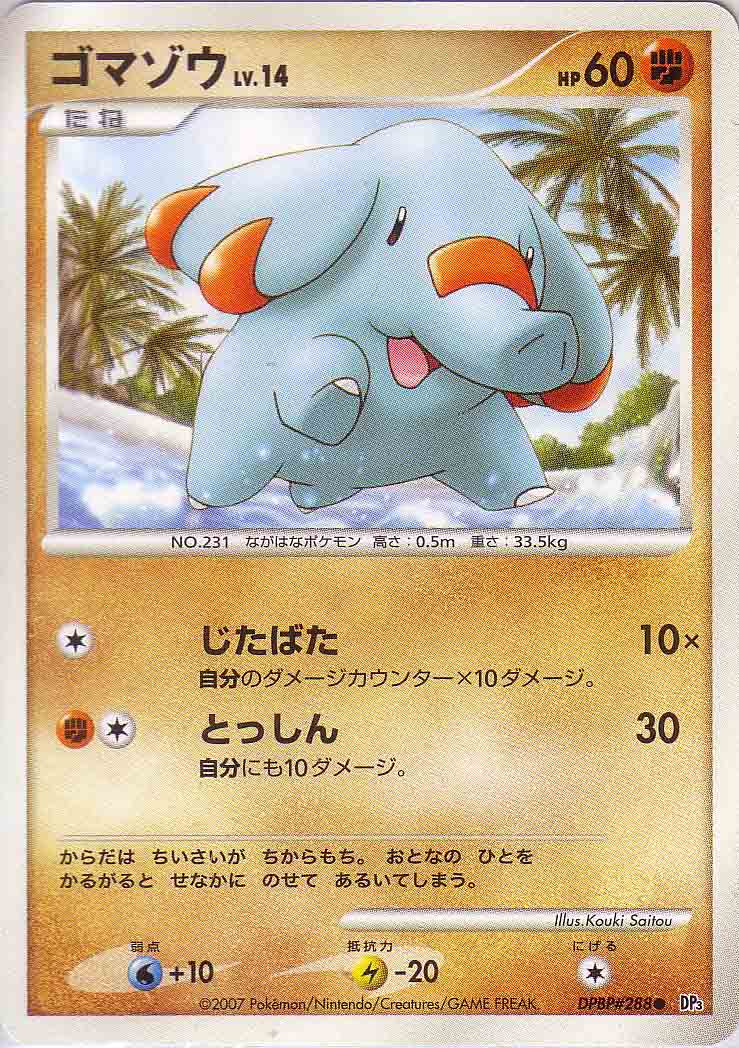 ゴマゾウ LV.14 HP60
たね
NO.231 ながはなポケモン 高さ:0.5m 重さ:33.5kg
じたばた 10×
自分のダメージカウンター×10ダメージ。
とっしん 30
自分にも10ダメージ。
からだは ちいさいが ちからもち。 おとなの ひとを
かるがると せなかに のせて あるいてしまう。
Illus.Kouki Saitou
弱点 抵抗力 にげる
+10 -20
©2007 Pokémon/Nintendo/Creatures/GAME FREAK. DPBP#288 DP3